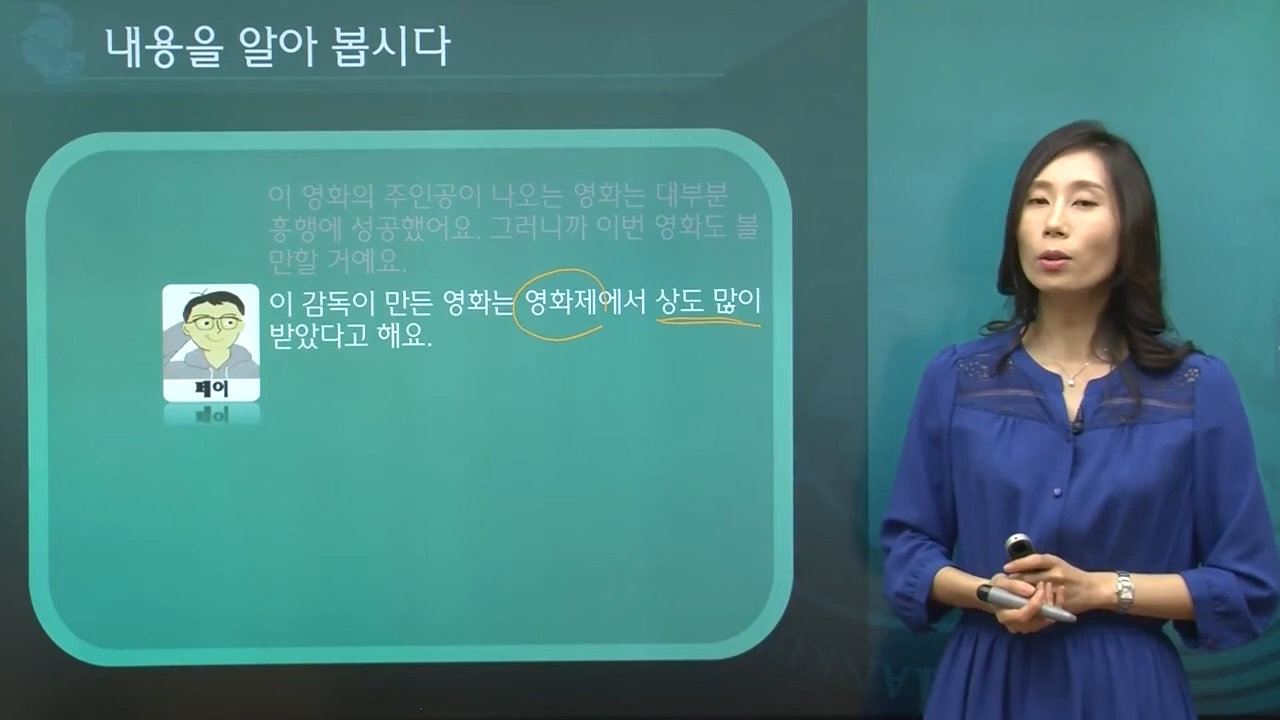 내용을 알아 봅시다
이 영화의 주인공이 나오는 영화는 대부분
흥행에 성공했어요. 그러니까 이번 영화도 볼
만할 거예요.
이 감독이 만든 영화는 영화제에서 상도 많이
받았다고 해요.
페이